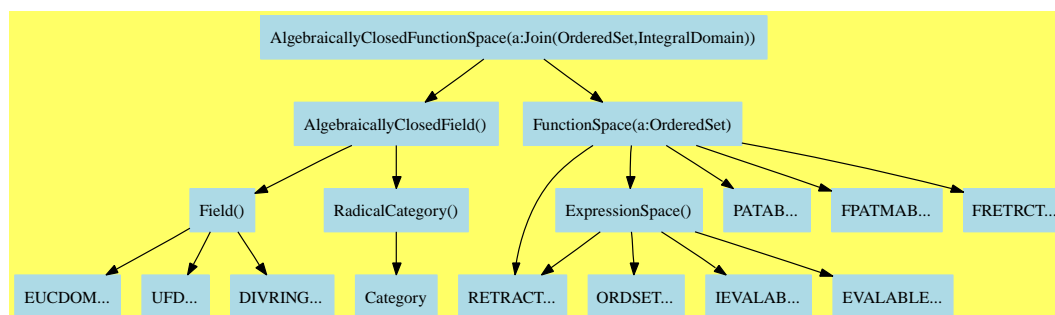 AlgebraicallyClosedFunctionSpace(a:Join(OrderedSet,IntegralDomain))
AlgebraicallyClosedField()
FunctionSpace(a:OrderedSet)
Field()
RadicalCategory()
ExpressionSpace()
PATAB...
FPATMAB...
FRETRCT...
EUCDOM...
UFD...
DIVRING...
Category
RETRACT...
ORDSET...
IEVALAB...
EVALABLE...